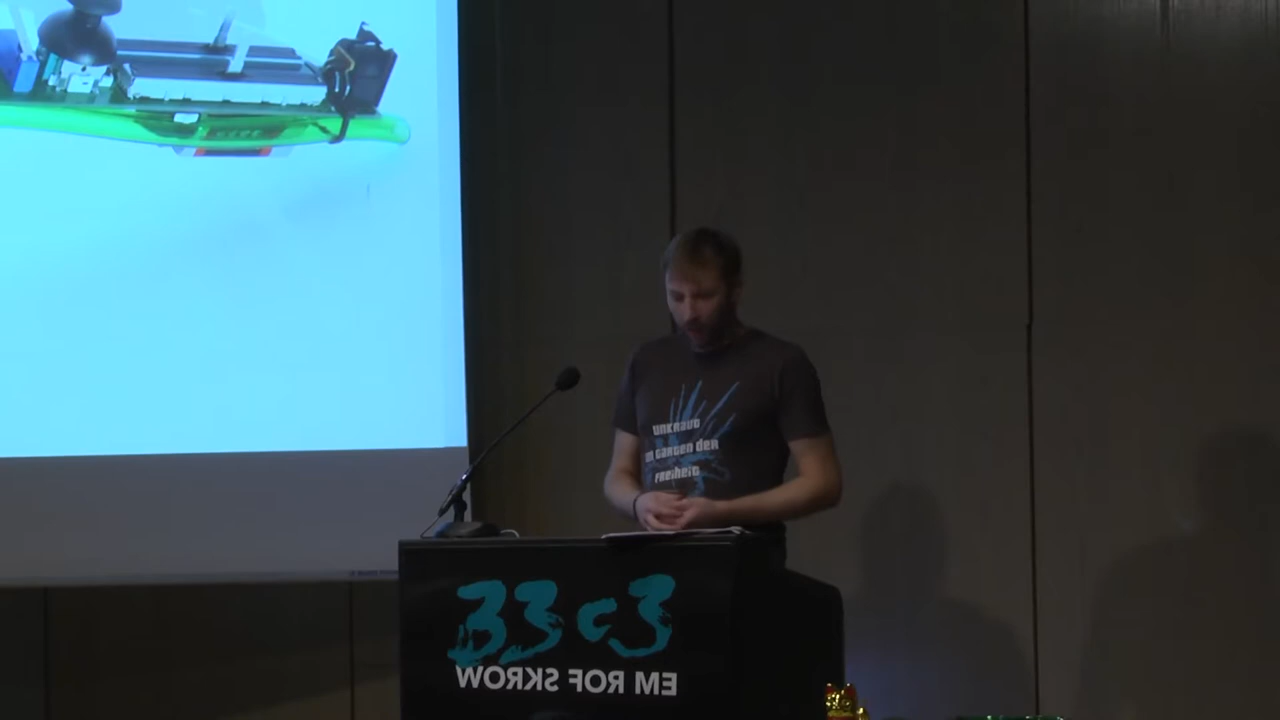 UNKRAUT
IM GARTEN DER
FREIHEIT
33c3
WORKS FOR ME